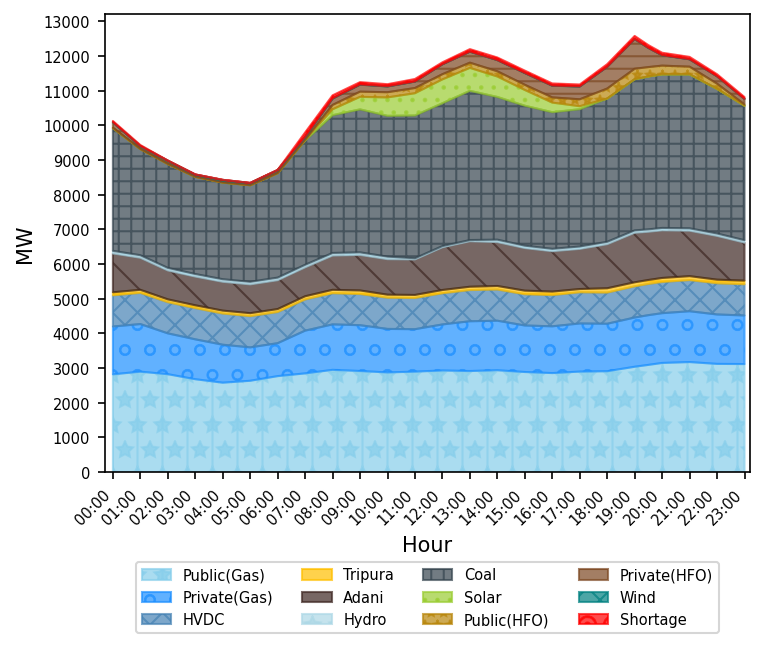 13000
12000
11000
10000
9000
8000
7000
6000
5000
4000
3000
2000
1000
0
MW
00:00 01:00 02:00 03:00 04:00 05:00 06:00 07:00 08:00 09:00 10:00 11:00 12:00 13:00 14:00 15:00 16:00 17:00 18:00 19:00 20:00 21:00 22:00 23:00
Hour
Public(Gas) Tripura Coal Private(HFO)
Private(Gas) Adani Solar Wind
HVDC Hydro Public(HFO) Shortage